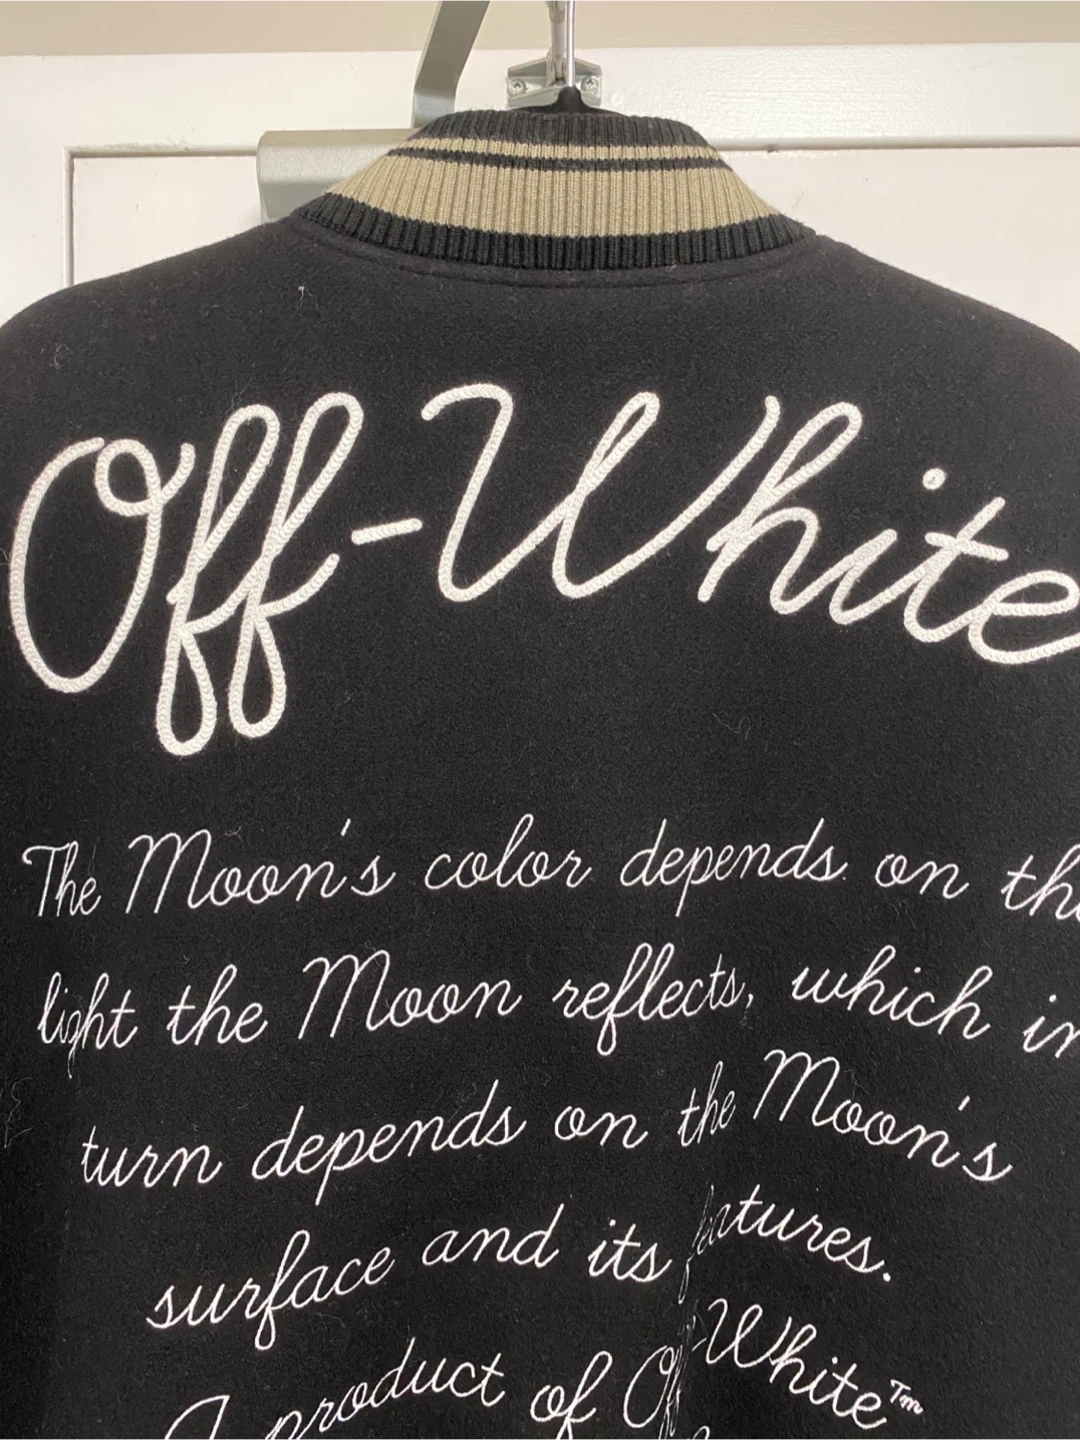 Off-White
The Moon's color depends on the
light the Moon reflects, which in
turn depends on the Moon's
surface and its features.
A product of Off-White™